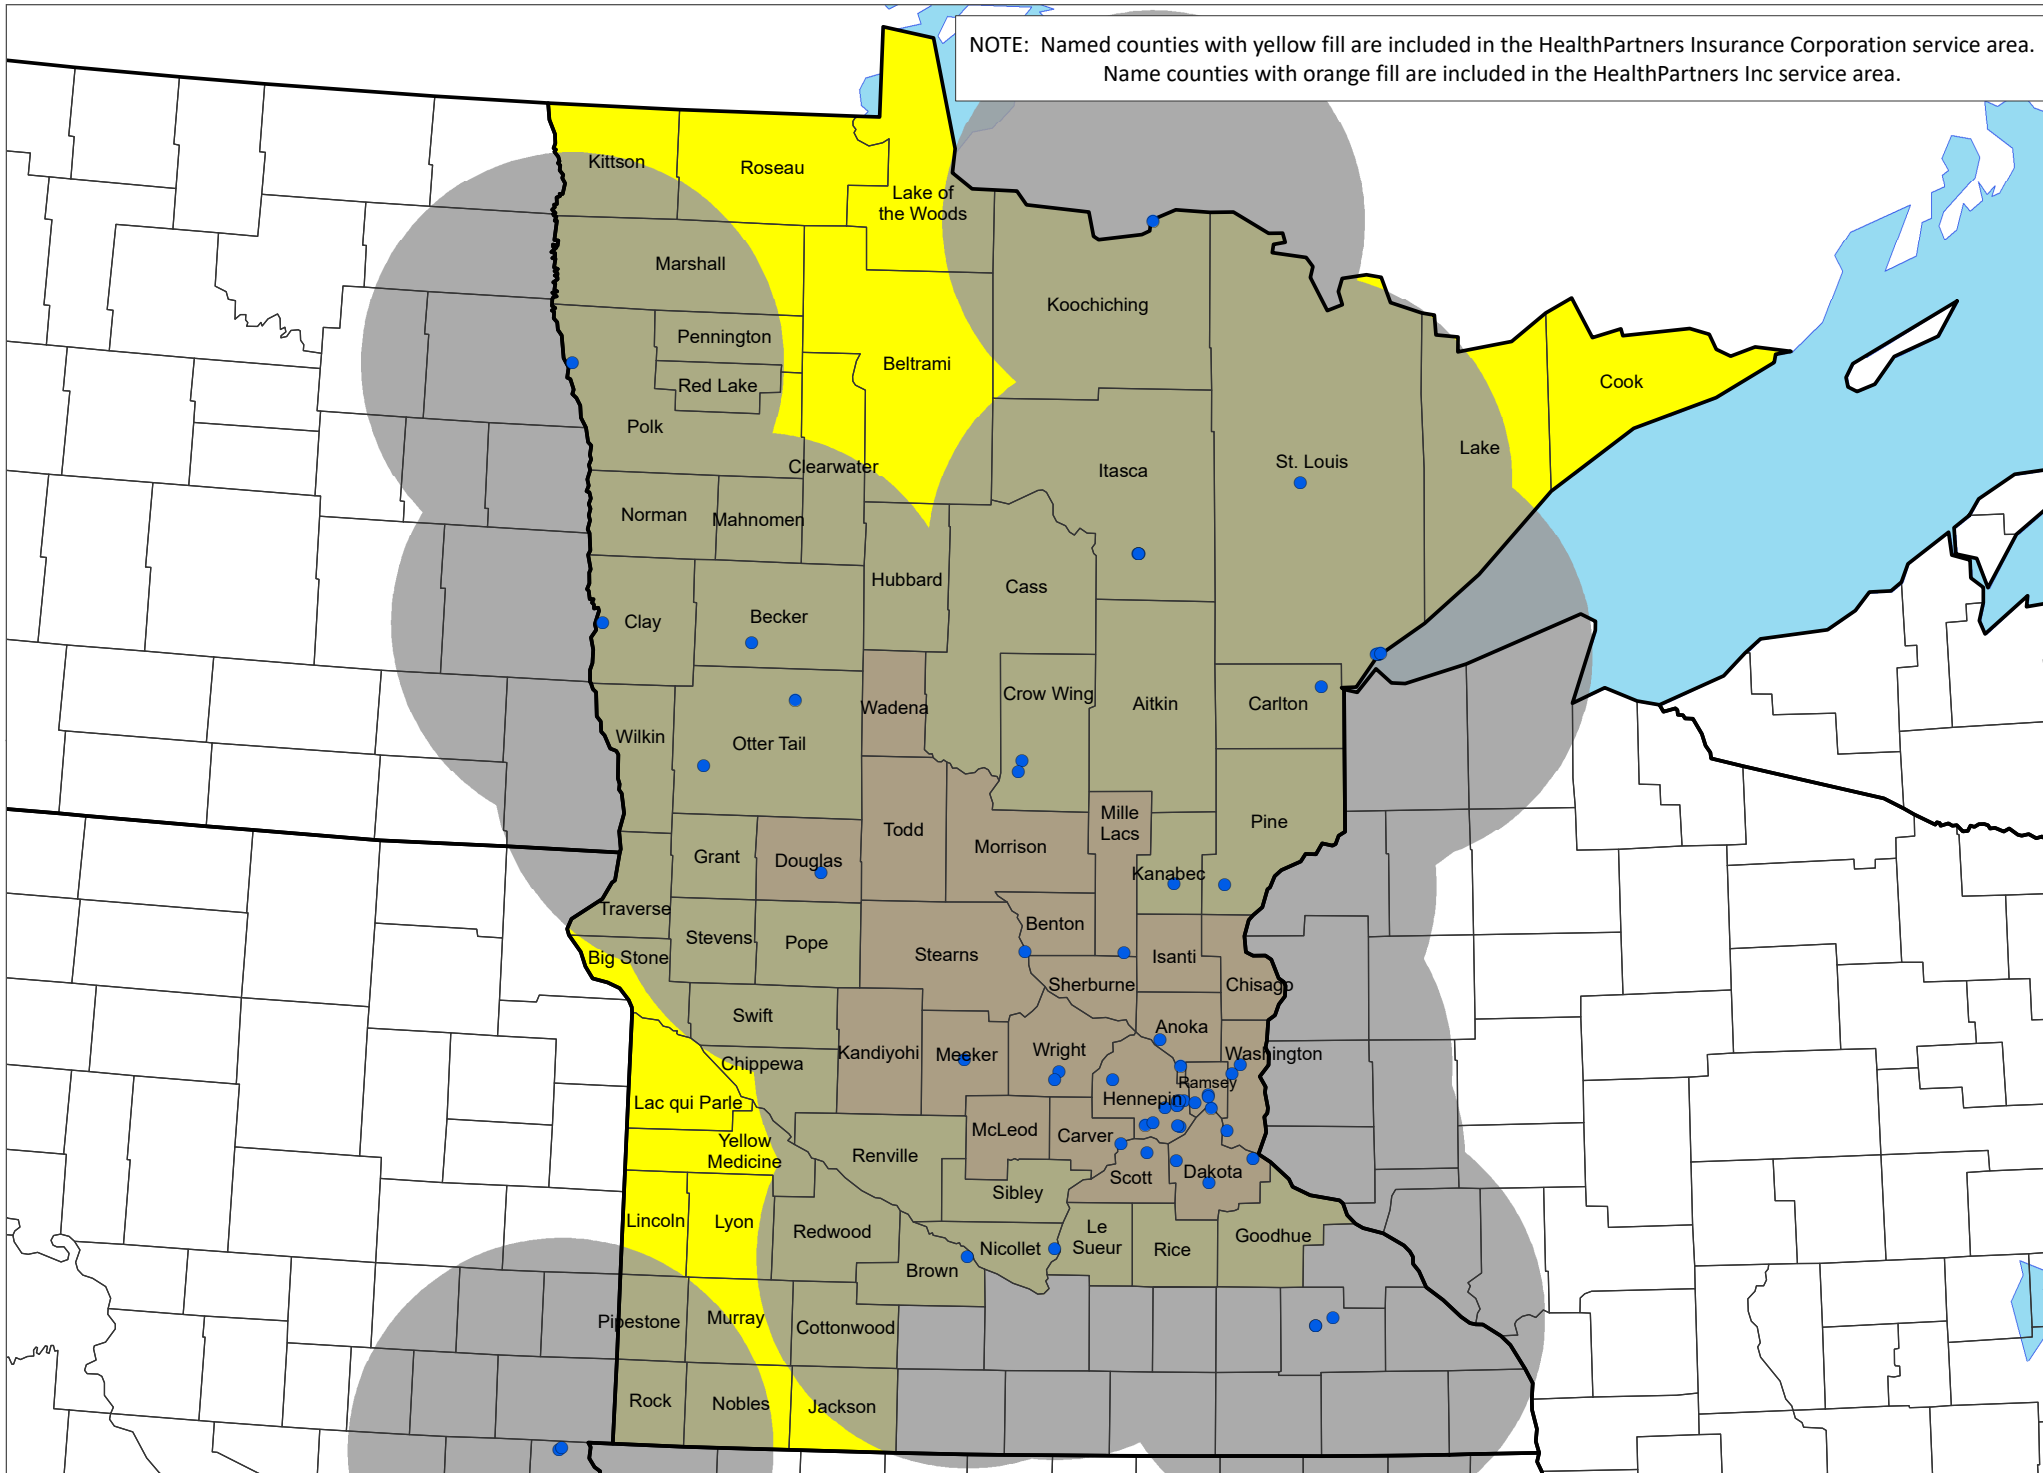 NOTE: Named counties with yellow fill are included in the HealthPartners Insurance Corporation service area.
Name counties with orange fill are included in the HealthPartners Inc service area.
Kittson
Roseau
Lake of
the Woods
Marshall
Koochiching
Pennington
Beltrami
Red Lake
Cook
Polk
Clearwater
Itasca
St. Louis
Lake
Norman
Mahnomen
Hubbard
Cass
Clay
Becker
Crow Wing
Wadena
Aitkin
Carlton
Wilkin
Otter Tail
Mille
Lacs
Pine
Todd
Morrison
Grant
Douglas
Kanabec
Traverse
Benton
Stevens
Pope
Stearns
Isanti
Big Stone
Sherburne
Chisago
Swift
Anoka
Kandiyohi
Meeker
Wright
Washington
Chippewa
Ramsey
Hennepin
Lac qui Parle
McLeod
Carver
Yellow
Medicine
Renville
Scott
Dakota
Sibley
Lincoln
Lyon
Redwood
Le
Sueur
Rice
Goodhue
Nicollet
Brown
Pipestone
Murray
Cottonwood
Rock
Nobles
Jackson